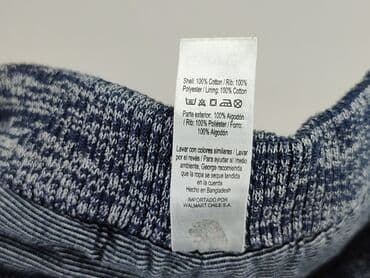 Shell: 100% Cotton / Rib: 100%
Polyester / Lining: 100% Cotton
Parte exterior: 100% Algodón
/ Rib: 100% Poliéster / Forro:
100% Algodón
Lavar con colores similares / Lavar
por el revés / Para ayudar al medio
ambiente, George recomienda
que la ropa se seque tendida
en la cuerda
Hecho en Bangladesh
IMPORTADO POR
WALMART CHILE S.A.